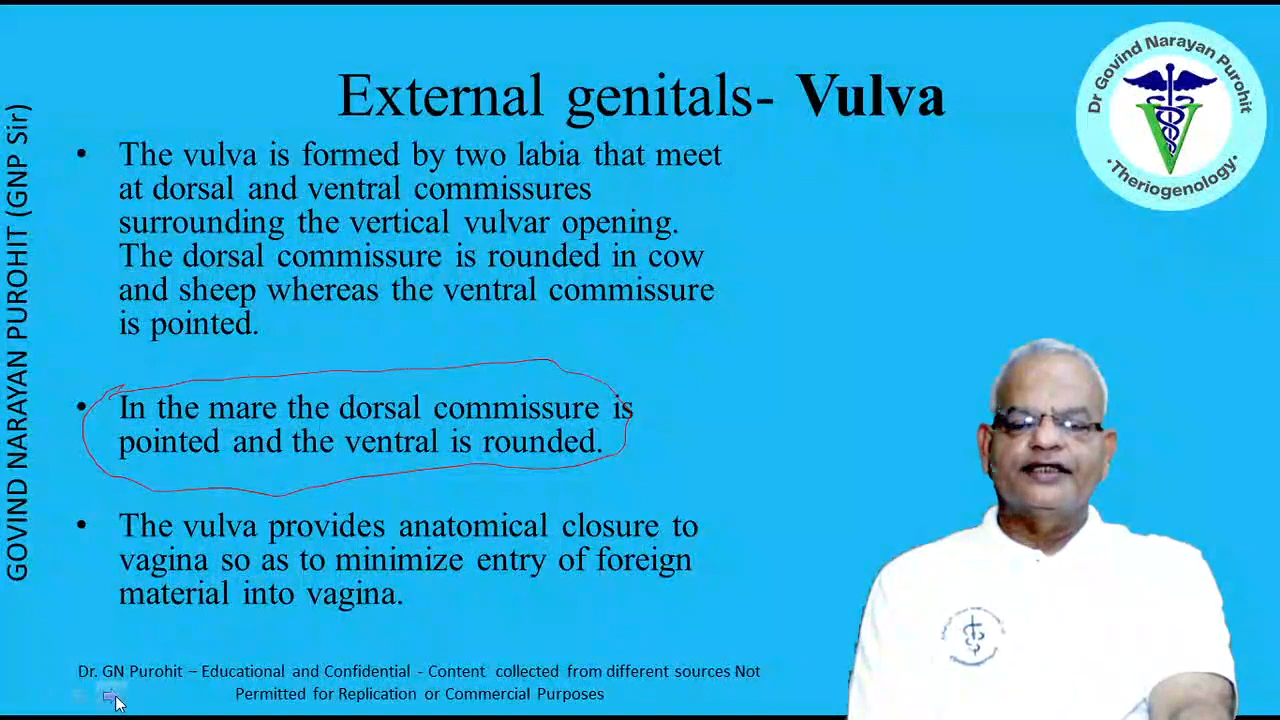 External genitals- Vulva
• The vulva is formed by two labia that meet
at dorsal and ventral commissures
surrounding the vertical vulvar opening.
The dorsal commissure is rounded in cow
and sheep whereas the ventral commissure
is pointed.
• In the mare the dorsal commissure is
pointed and the ventral is rounded.
• The vulva provides anatomical closure to
vagina so as to minimize entry of foreign
material into vagina.
Dr. GN Purohit – Educational and Confidential - Content collected from different sources Not
Permitted for Replication or Commercial Purposes
GOVIND NARAYAN PUROHIT (GNP Sir)
Dr Govind Narayan Purohit
•Theriogenology•